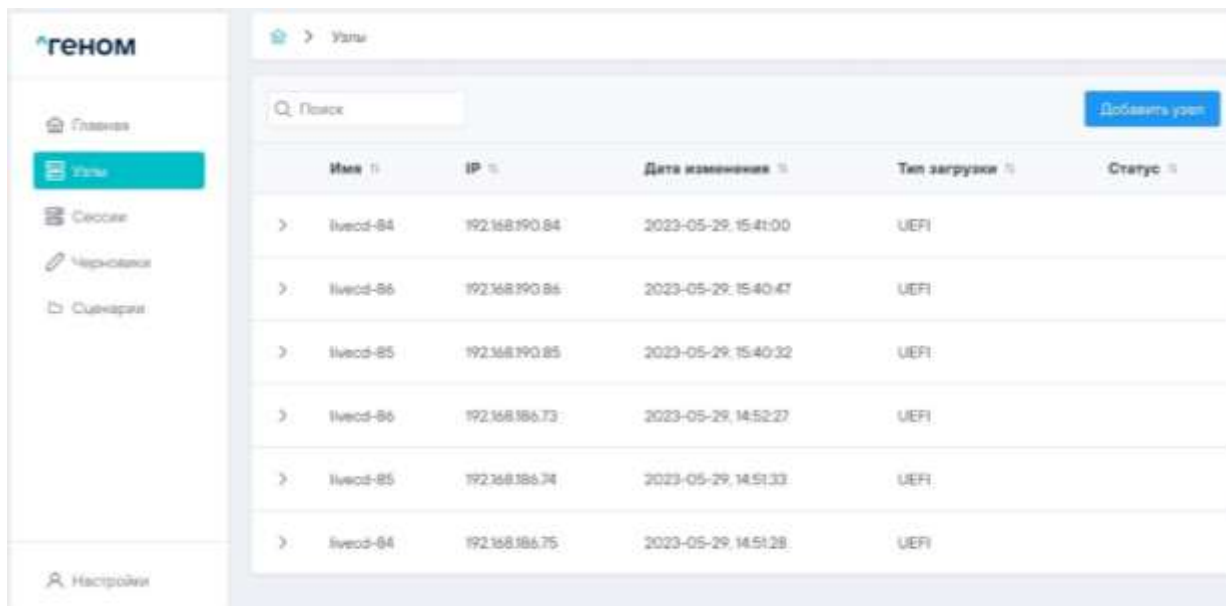 ^геном
> Узлы
Поиск
Добавить узел
Главная
Узлы
Сессии
Черновики
Сценарии
Настройки
Имя IP Дата изменения Тип загрузки Статус
> livecd-84 192.168.190.84 2023-05-29, 15:41:00 UEFI
> livecd-86 192.168.190.86 2023-05-29, 15:40:47 UEFI
> livecd-85 192.168.190.85 2023-05-29, 15:40:32 UEFI
> livecd-86 192.168.186.73 2023-05-29, 14:52:27 UEFI
> livecd-85 192.168.186.74 2023-05-29, 14:51:33 UEFI
> livecd-84 192.168.186.75 2023-05-29, 14:51:28 UEFI